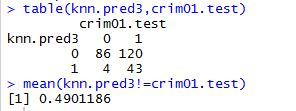 > table(knn.pred3,crim01.test)
crim01.test
knn.pred3 0 1
0 86 120
1 4 43
> mean(knn.pred3!=crim01.test)
[1] 0.4901186